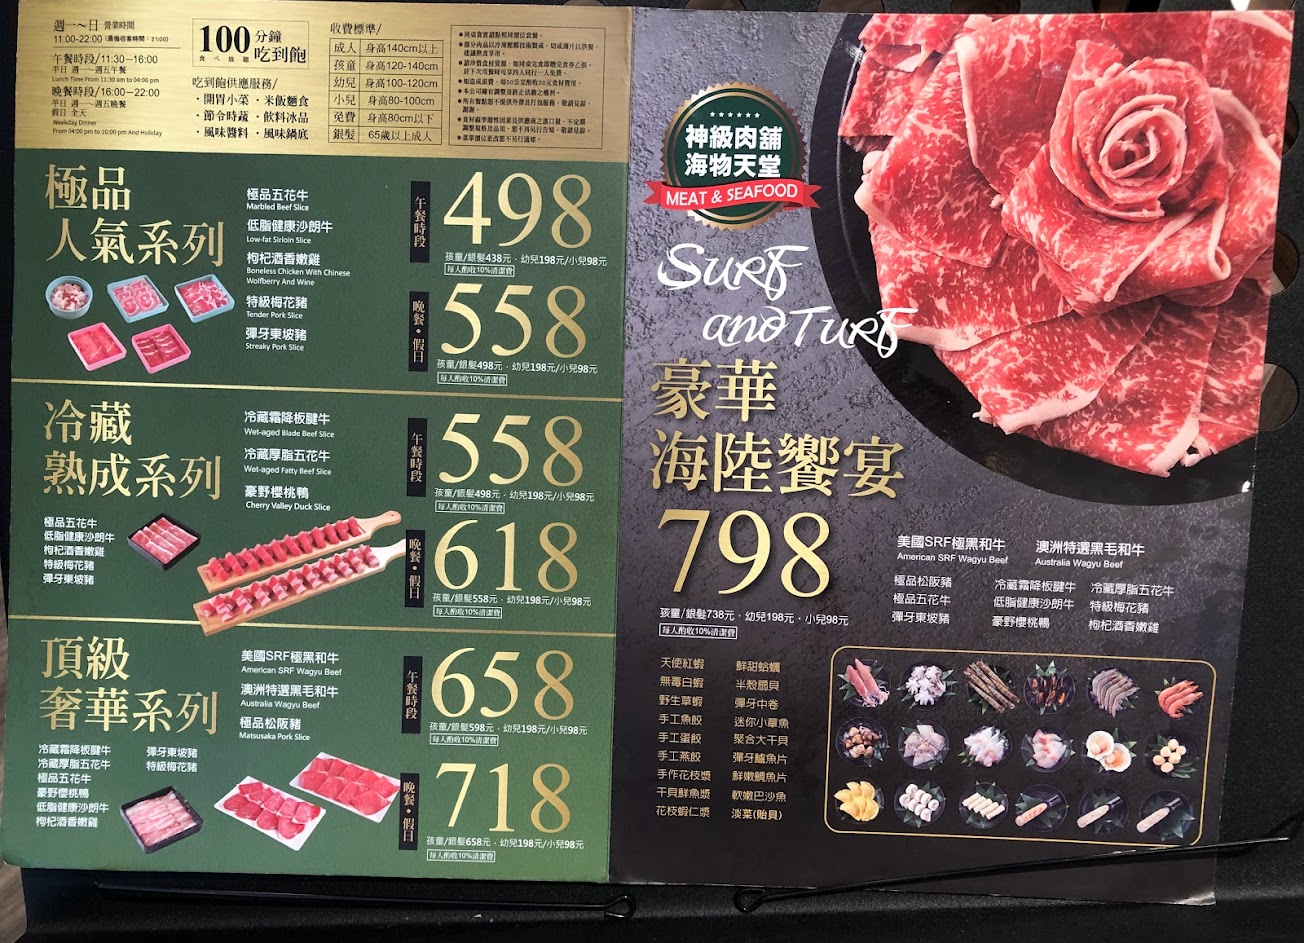 週一～日 營業時間
11:00-22:00 (最後收客時間：21:00)
午餐時段/11:30－16:00
平日 週一～週五午餐
Lunch Time From 11:30 am to 04:00 pm
晚餐時段/16:00－22:00
平日 週一～週五晚餐
假日 全天
Weekday Dinner
From 04:00 pm to 10:00 pm And Holiday
100分鐘
食べ放題 吃到飽
吃到飽供應服務/
・開胃小菜・米飯麵食
・節令時蔬・飲料冰品
・風味醬料・風味鍋底
收費標準/
成人 身高140cm以上
孩童 身高120-140cm
幼兒 身高100-120cm
小兒 身高80-100cm
免費 身高80cm以下
銀髮 65歲以上成人
極品
人氣系列
極品五花牛
Marbled Beef Slice
低脂健康沙朗牛
Low-fat Sirloin Slice
枸杞酒香嫩雞
Boneless Chicken With Chinese
Wolfberry And Wine
特級梅花豬
Tender Pork Slice
彈牙東坡豬
Streaky Pork Slice
午餐時段
498
孩童/銀髮438元・幼兒198元/小兒98元
每人酌收10%清潔費
晚餐・假日
558
孩童/銀髮498元・幼兒198元/小兒98元
每人酌收10%清潔費
冷藏
熟成系列
冷藏霜降板腱牛
Wet-aged Blade Beef Slice
冷藏厚脂五花牛
Wet-aged Fatty Beef Slice
豪野櫻桃鴨
Cherry Valley Duck Slice
極品五花牛
低脂健康沙朗牛
枸杞酒香嫩雞
特級梅花豬
彈牙東坡豬
午餐時段
558
孩童/銀髮498元・幼兒198元/小兒98元
每人酌收10%清潔費
晚餐・假日
618
孩童/銀髮558元・幼兒198元/小兒98元
每人酌收10%清潔費
頂級
奢華系列
美國SRF極黑和牛
American SRF Wagyu Beef
澳洲特選黑毛和牛
Australia Wagyu Beef
極品松阪豬
Matsusaka Pork Slice
冷藏霜降板腱牛 彈牙東坡豬
冷藏厚脂五花牛 特級梅花豬
極品五花牛
豪野櫻桃鴨
低脂健康沙朗牛
枸杞酒香嫩雞
午餐時段
658
孩童/銀髮598元・幼兒198元/小兒98元
每人酌收10%清潔費
晚餐・假日
718
孩童/銀髮658元・幼兒198元/小兒98元
每人酌收10%清潔費
神級肉舖
海物天堂
MEAT & SEAFOOD
Surf
and Turf
豪華
海陸饗宴
798
孩童/銀髮738元・幼兒198元・小兒98元
每人酌收10%清潔費
美國SRF極黑和牛 澳洲特選黑毛和牛
American SRF Wagyu Beef Australia Wagyu Beef
極品松阪豬 冷藏霜降板腱牛 冷藏厚脂五花牛
極品五花牛 低脂健康沙朗牛 特級梅花豬
彈牙東坡豬 豪野櫻桃鴨 枸杞酒香嫩雞
天使紅蝦 鮮甜蛤蠣
無毒白蝦 半殼扇貝
野生草蝦 彈牙中卷
手工魚餃 迷你小章魚
手工蛋餃 聚合大干貝
手工燕餃 彈牙鱸魚片
手作花枝漿 鮮嫩鯛魚片
干貝鮮魚漿 軟嫩巴沙魚
花枝蝦仁漿 淡菜(貽貝)